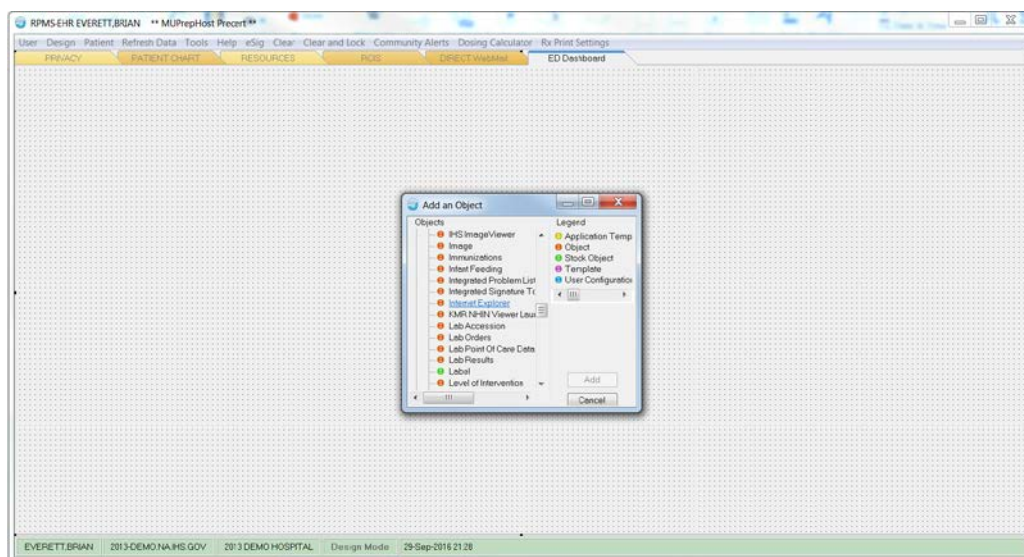 RPMS-EHR EVERETT,BRIAN ** MUPrepHost Precert **
User Design Patient Refresh Data Tools Help eSig Clear Clear and Lock Community Alerts Dosing Calculator Rx Print Settings
PRIVACY PATIENT CHART RESOURCES RCIS DIRECT WebMail ED Dashboard
Add an Object
Objects
IHS ImageViewer
Image
Immunizations
Infant Feeding
Integrated Problem List
Integrated Signature To
Internet Explorer
KMR NHIN Viewer Lau
Lab Accession
Lab Orders
Lab Point Of Care Data
Lab Results
Label
Level of Intervention
Legend
Application Temp
Object
Stock Object
Template
User Configuration
Add
Cancel
EVERETT,BRIAN 2013-DEMO.NA.IHS.GOV 2013 DEMO HOSPITAL Design Mode 29-Sep-2016 21:28